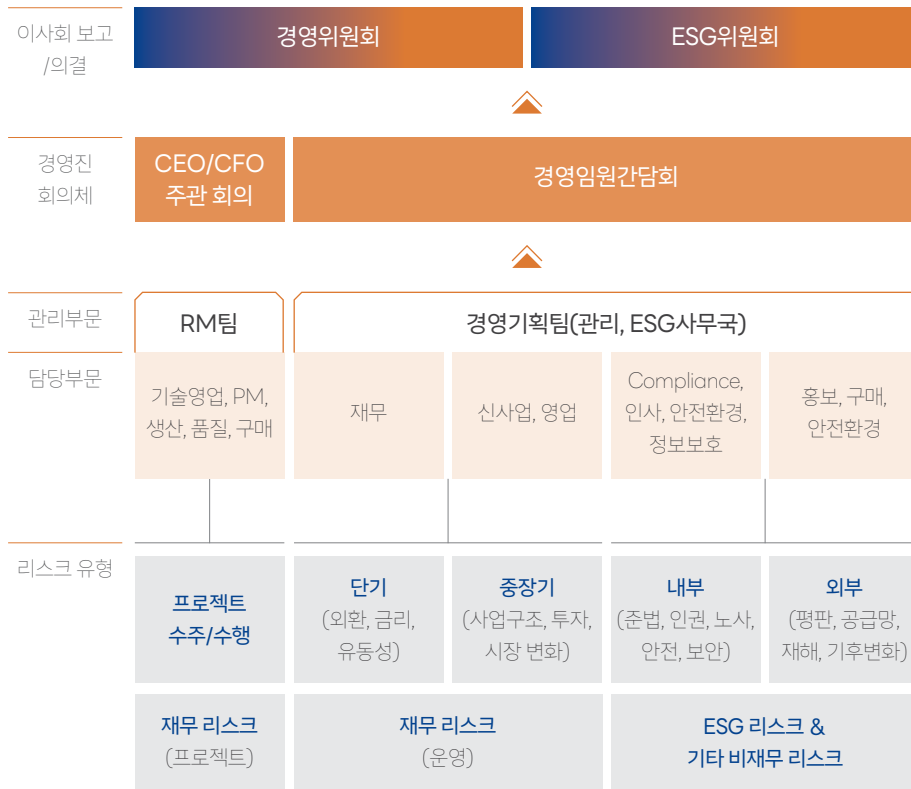 이사회 보고
/의결
경영위원회
ESG위원회
경영진
회의체
CEO/CFO
주관 회의
경영임원간담회
관리부문
RM팀
경영기획팀(관리, ESG사무국)
담당부문
기술영업, PM,
생산, 품질, 구매
재무
신사업, 영업
Compliance,
인사, 안전환경,
정보보호
홍보, 구매,
안전환경
리스크 유형
프로젝트
수주/수행
단기
(외환, 금리,
유동성)
중장기
(사업구조, 투자,
시장 변화)
내부
(준법, 인권, 노사,
안전, 보안)
외부
(평판, 공급망,
재해, 기후변화)
재무 리스크
(프로젝트)
재무 리스크
(운영)
ESG 리스크 &
기타 비재무 리스크